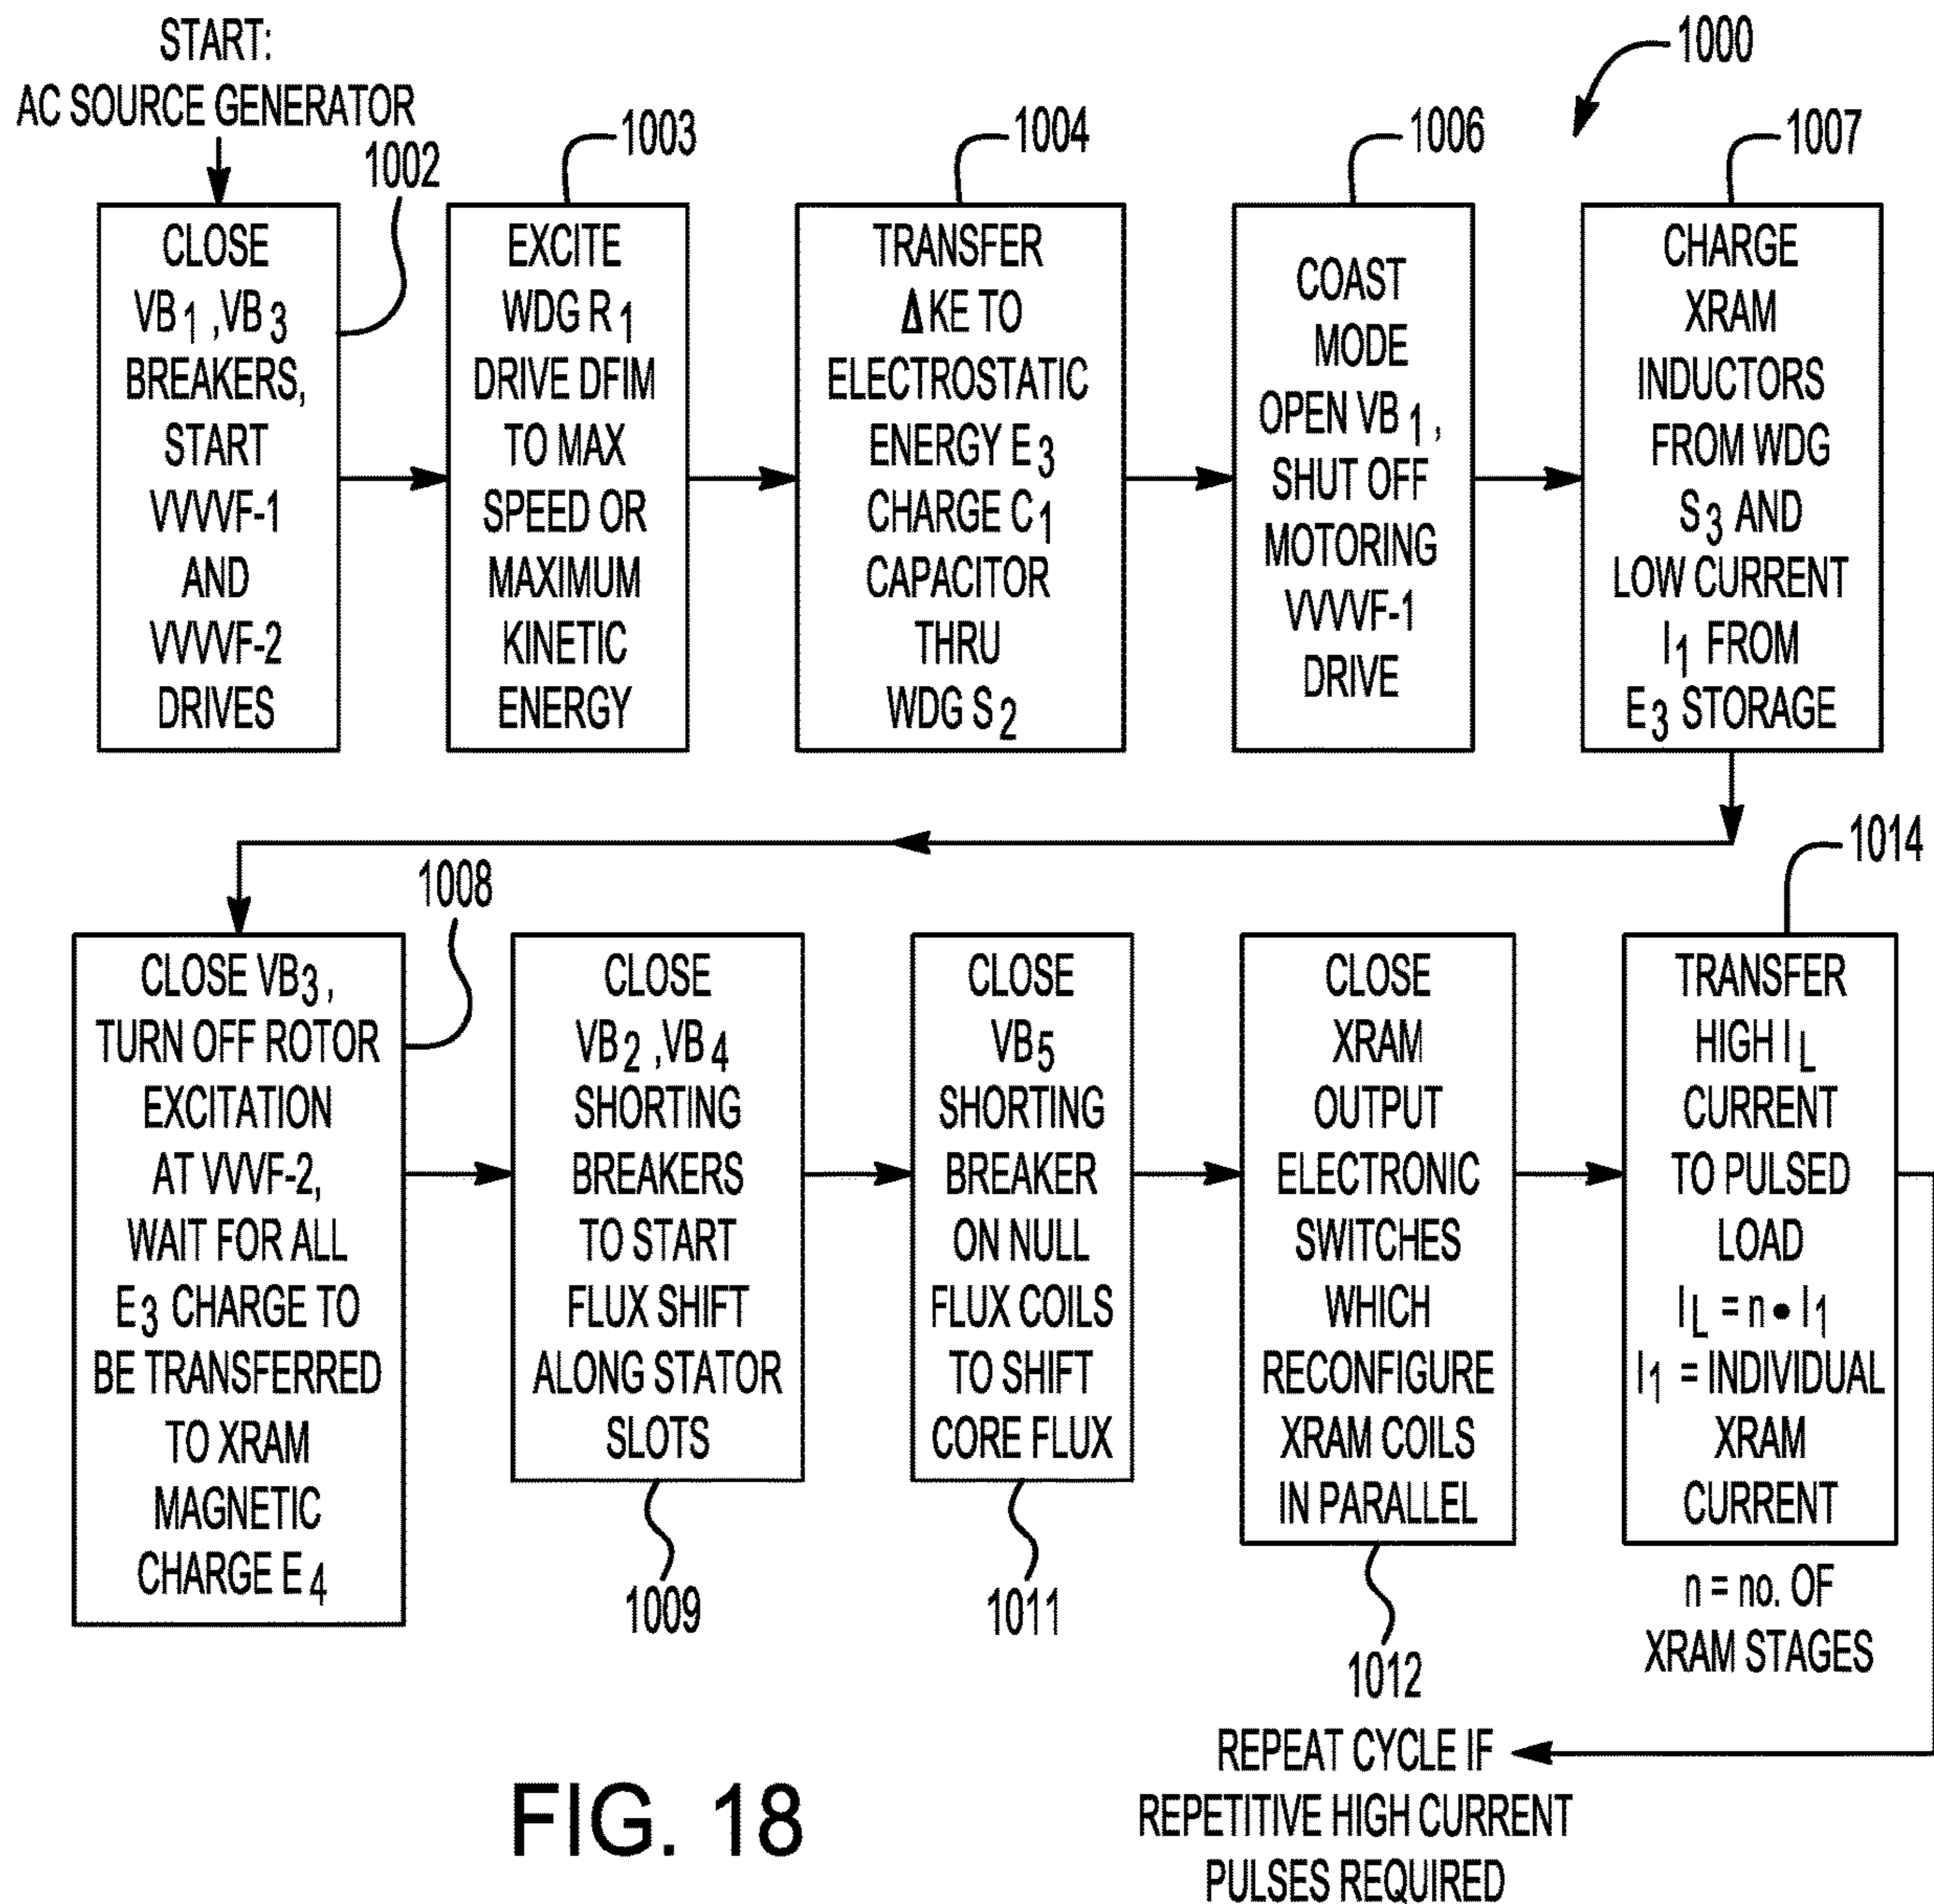 START:
AC SOURCE GENERATOR
1000
1002
1003
1004
1006
1007
CLOSE
VB1 ,VB3
BREAKERS,
START
VVVVF-1
AND
VVVVF-2
DRIVES
EXCITE
WDG R1
DRIVE DFIM
TO MAX
SPEED OR
MAXIMUM
KINETIC
ENERGY
TRANSFER
Δ KE TO
ELECTROSTATIC
ENERGY E3
CHARGE C1
CAPACITOR
THRU
WDG S2
COAST
MODE
OPEN VB1 ,
SHUT OFF
MOTORING
VVVVF-1
DRIVE
CHARGE
XRAM
INDUCTORS
FROM WDG
S3 AND
LOW CURRENT
I1 FROM
E3 STORAGE
1008
1014
CLOSE VB3 ,
TURN OFF ROTOR
EXCITATION
AT VVVF-2,
WAIT FOR ALL
E3 CHARGE TO
BE TRANSFERRED
TO XRAM
MAGNETIC
CHARGE E4
CLOSE
VB2 ,VB4
SHORTING
BREAKERS
TO START
FLUX SHIFT
ALONG STATOR
SLOTS
1009
CLOSE
VB5
SHORTING
BREAKER
ON NULL
FLUX COILS
TO SHIFT
CORE FLUX
1011
CLOSE
XRAM
OUTPUT
ELECTRONIC
SWITCHES
WHICH
RECONFIGURE
XRAM COILS
IN PARALLEL
1012
TRANSFER
HIGH IL
CURRENT
TO PULSED
LOAD
IL = n • I1
I1 = INDIVIDUAL
XRAM
CURRENT
n = no. OF
XRAM STAGES
REPEAT CYCLE IF
REPETITIVE HIGH CURRENT
PULSES REQUIRED
FIG. 18